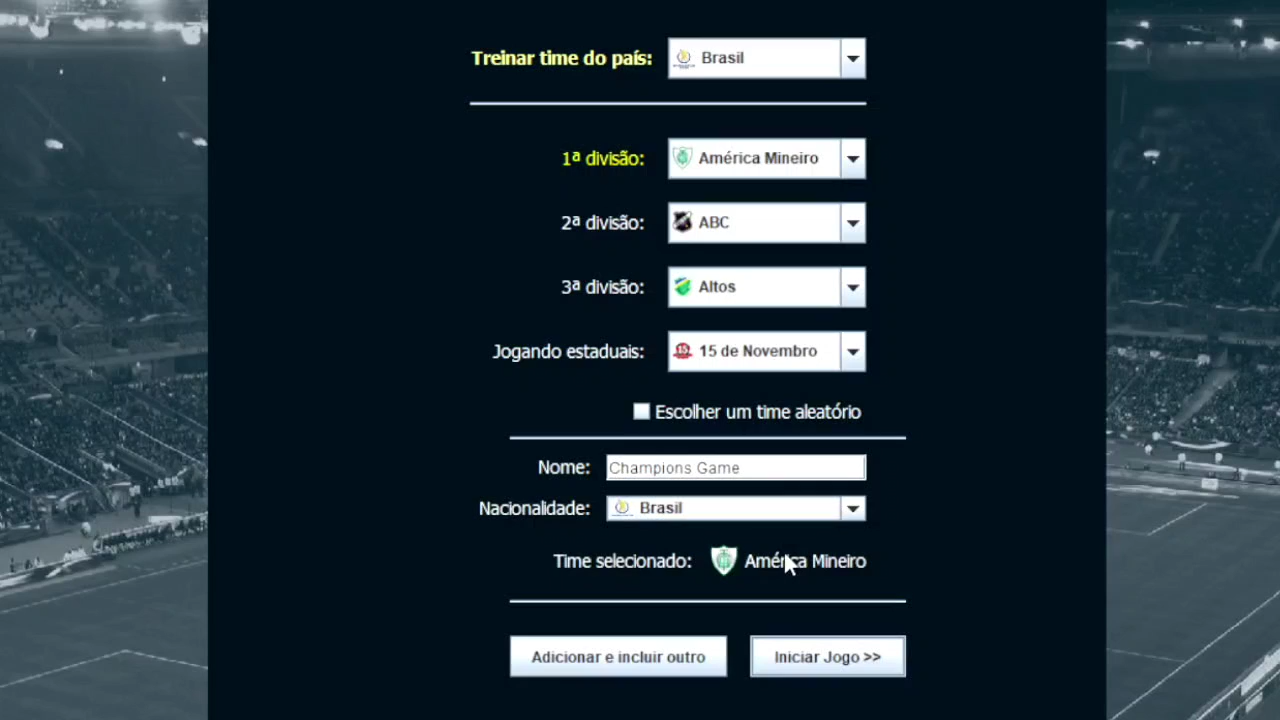 Treinar time do país: Brasil
1ª divisão: América Mineiro
2ª divisão: ABC
3ª divisão: Altos
Jogando estaduais: 15 de Novembro
Escolher um time aleatório
Nome: Champions Game
Nacionalidade: Brasil
Time selecionado: América Mineiro
Adicionar e incluir outro Iniciar Jogo >>